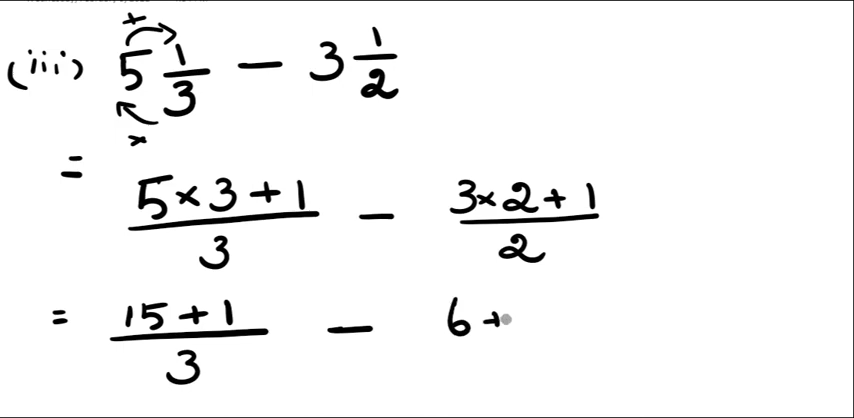 (iii) 5 1/3 − 3 1/2
= (5×3+1)/3 − (3×2+1)/2
= (15+1)/3 − 6+